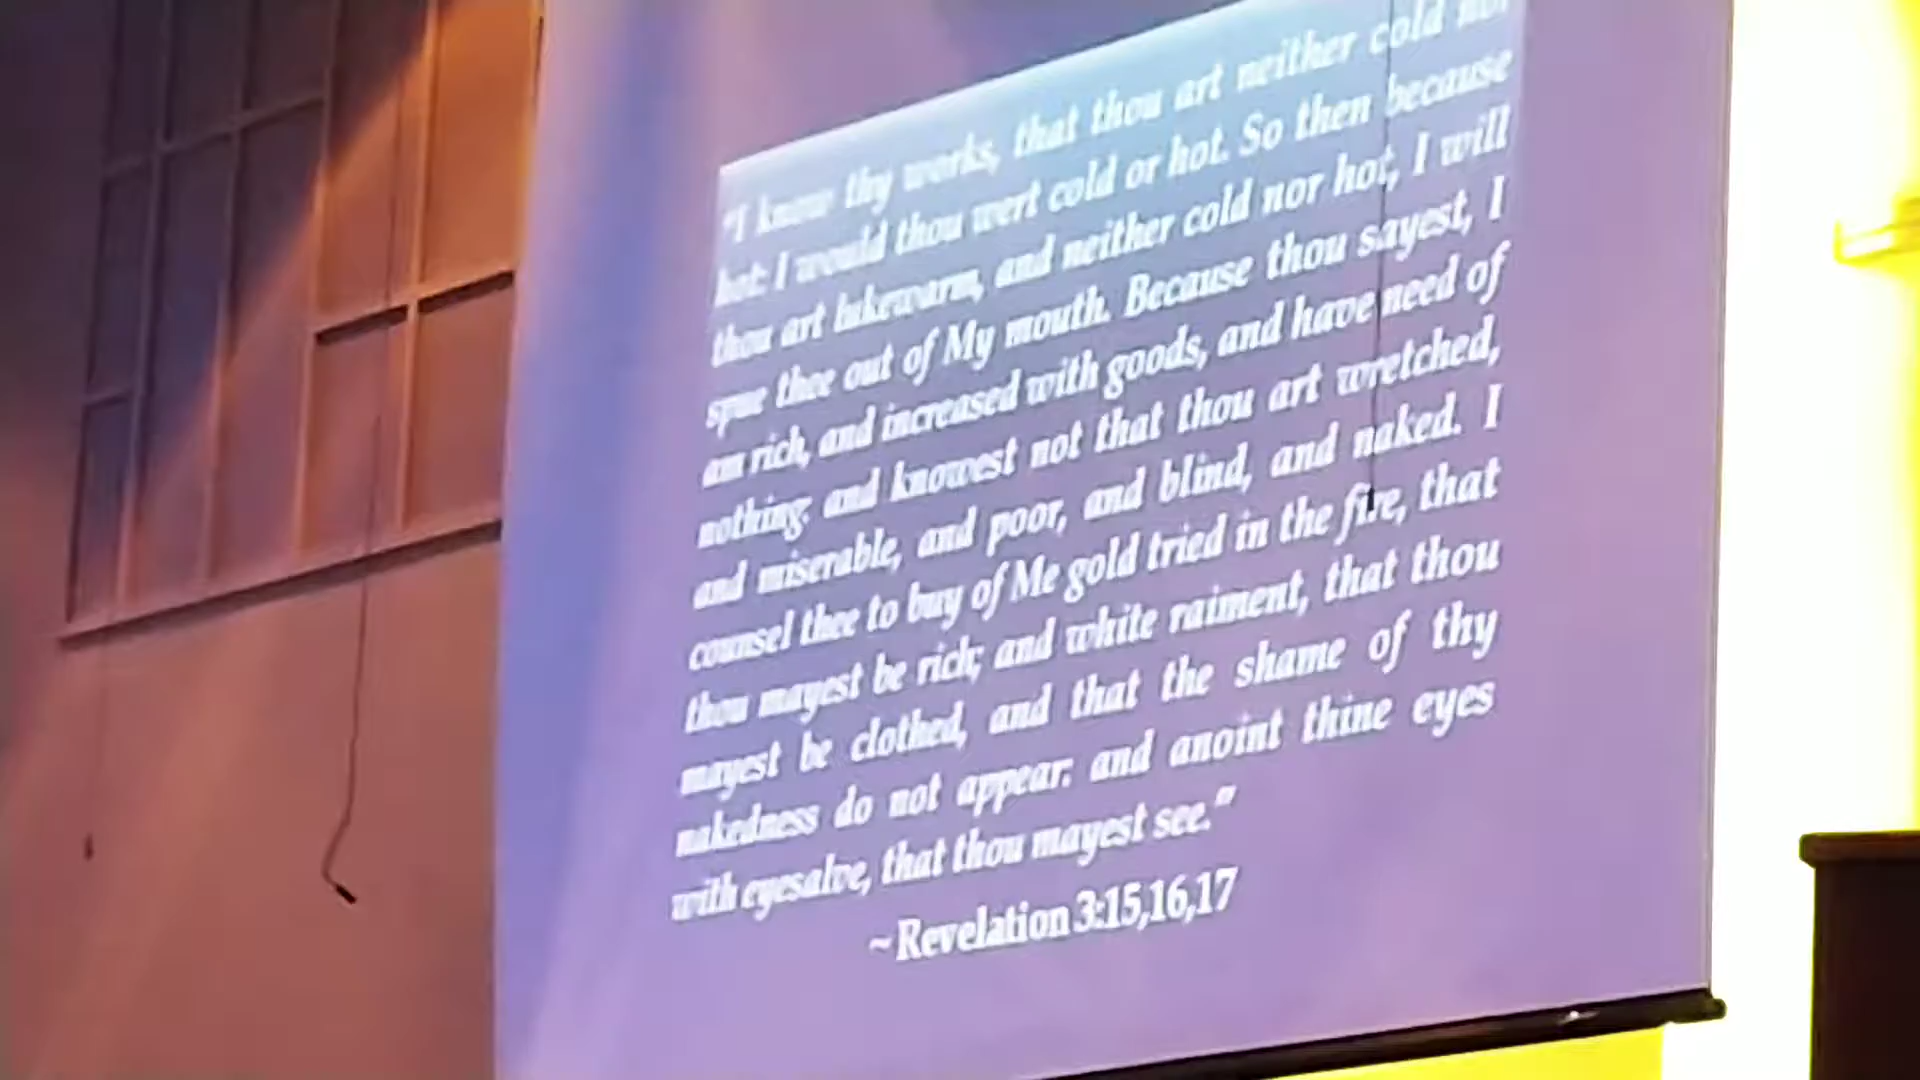 "I know thy works, that thou art neither cold nor
hot: I would thou wert cold or hot. So then because
thou art lukewarm, and neither cold nor hot, I will
spue thee out of My mouth. Because thou sayest, I
am rich, and increased with goods, and have need of
nothing; and knowest not that thou art wretched,
and miserable, and poor, and blind, and naked. I
counsel thee to buy of Me gold tried in the fire, that
thou mayest be rich; and white raiment, that thou
mayest be clothed, and that the shame of thy
nakedness do not appear: and anoint thine eyes
with eyesalve, that thou mayest see."
~ Revelation 3:15,16,17